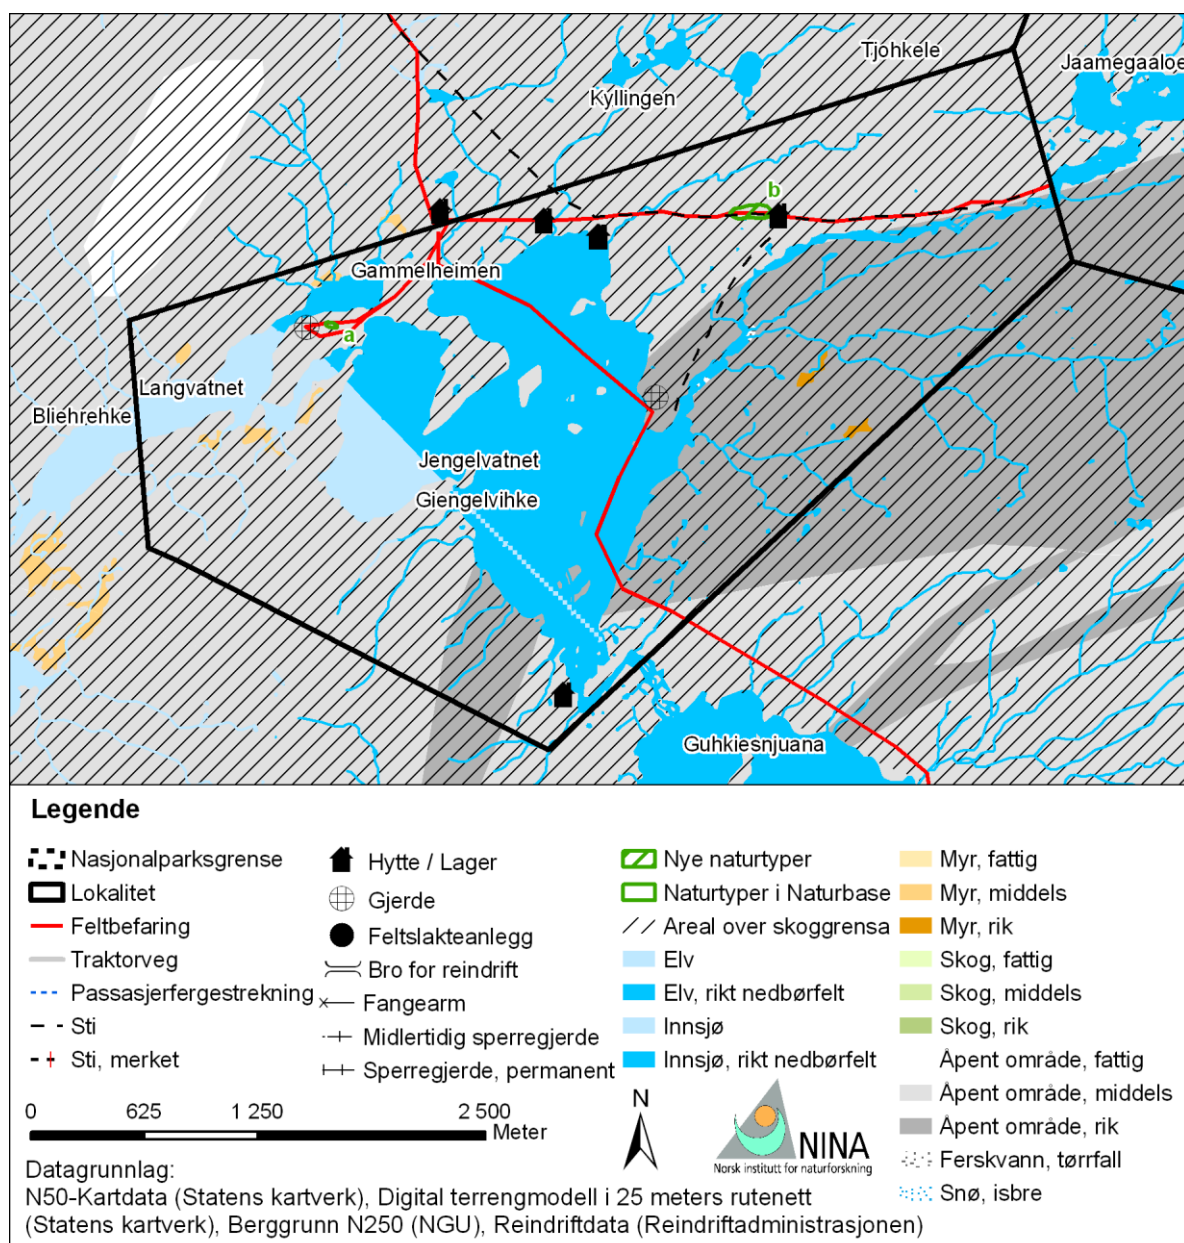 Tjohkele
Jaamegaaloe
Kyllingen
b
Gammelheimen
a
Langvatnet
Bliehrehke
Jengelvatnet
Giengelvihke
Guhkiesnjuana
Legende
Nasjonalparksgrense
Lokalitet
Feltbefaring
Traktorveg
Passasjerfergestrekning
Sti
Sti, merket
Hytte / Lager
Gjerde
Feltslakteanlegg
Bro for reindrift
Fangearm
Midlertidig sperregjerde
Sperregjerde, permanent
Nye naturtyper
Naturtyper i Naturbase
Areal over skoggrensa
Elv
Elv, rikt nedbørfelt
Innsjø
Innsjø, rikt nedbørfelt
Myr, fattig
Myr, middels
Myr, rik
Skog, fattig
Skog, middels
Skog, rik
Åpent område, fattig
Åpent område, middels
Åpent område, rik
Ferskvann, tørrfall
Snø, isbre
0 625 1 250 2 500
Meter
N
NINA
Norsk institutt for naturforskning
Datagrunnlag:
N50-Kartdata (Statens kartverk), Digital terrengmodell i 25 meters rutenett
(Statens kartverk), Berggrunn N250 (NGU), Reindriftdata (Reindriftadministrasjonen)